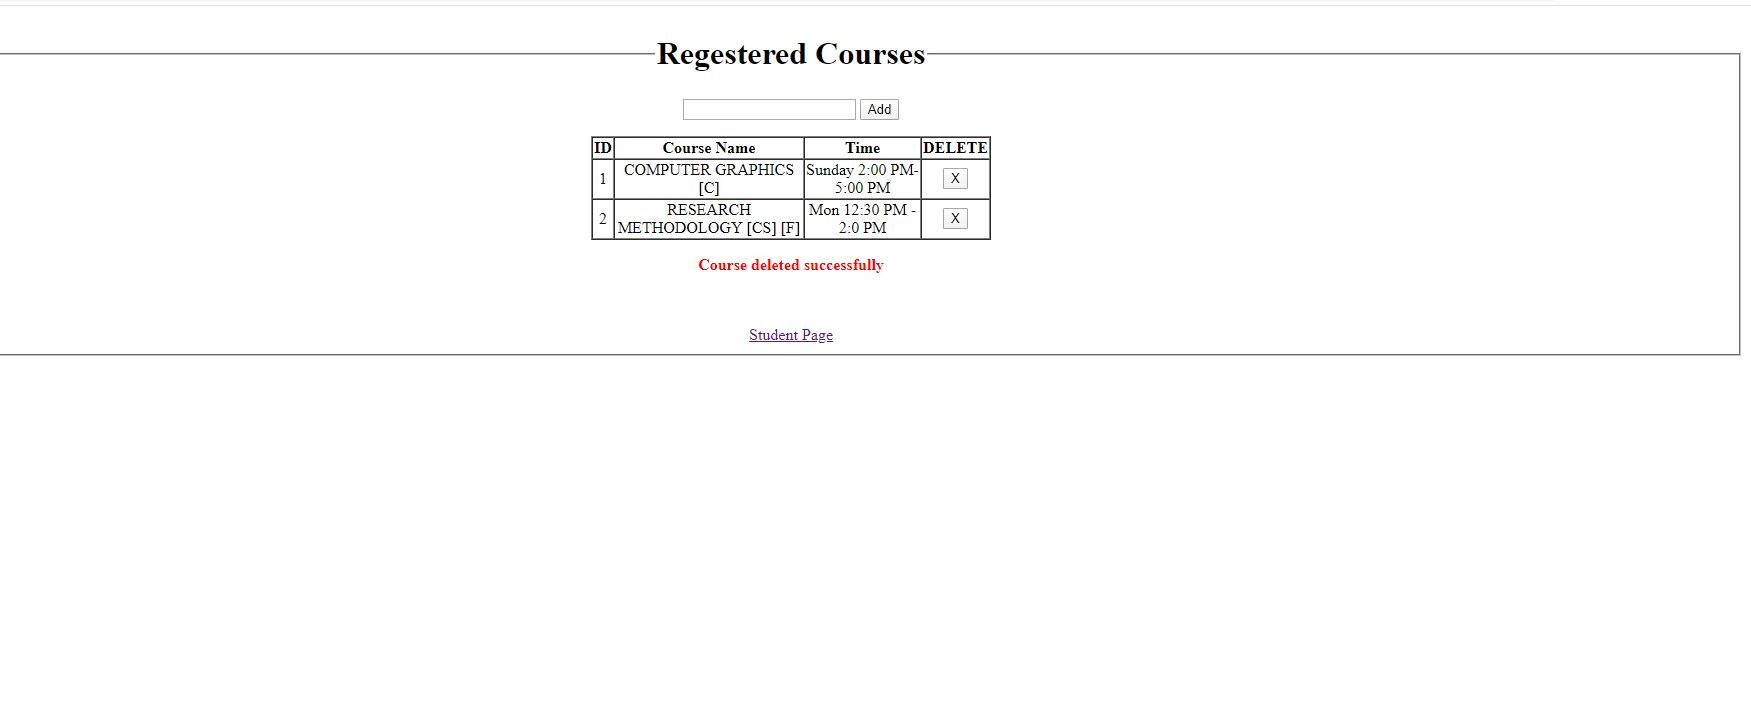 Regestered Courses
Add
ID Course Name Time DELETE
1 COMPUTER GRAPHICS [C] Sunday 2:00 PM- 5:00 PM X
2 RESEARCH METHODOLOGY [CS] [F] Mon 12:30 PM - 2:0 PM X
Course deleted successfully
Student Page